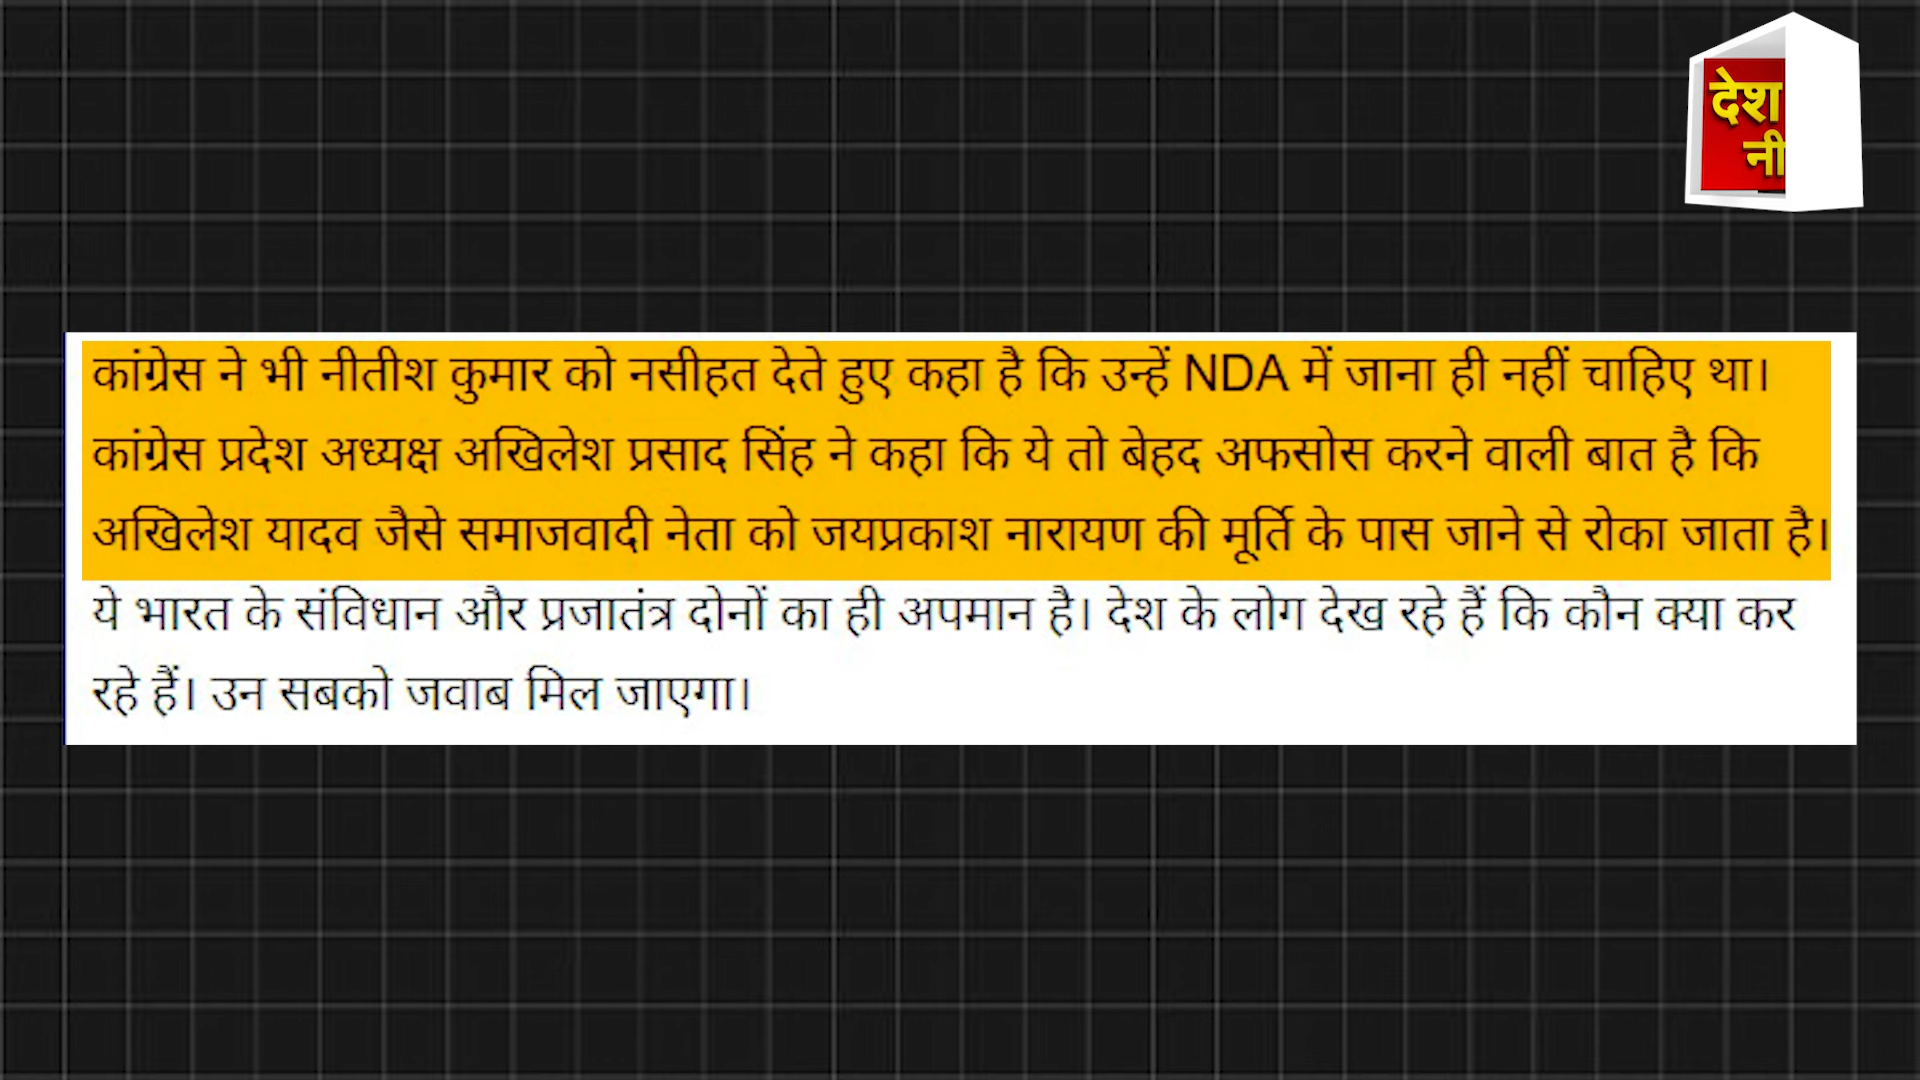 देश
नी
कांग्रेस ने भी नीतीश कुमार को नसीहत देते हुए कहा है कि उन्हें NDA में जाना ही नहीं चाहिए था।
कांग्रेस प्रदेश अध्यक्ष अखिलेश प्रसाद सिंह ने कहा कि ये तो बेहद अफसोस करने वाली बात है कि
अखिलेश यादव जैसे समाजवादी नेता को जयप्रकाश नारायण की मूर्ति के पास जाने से रोका जाता है।
ये भारत के संविधान और प्रजातंत्र दोनों का ही अपमान है। देश के लोग देख रहे हैं कि कौन क्या कर
रहे हैं। उन सबको जवाब मिल जाएगा।